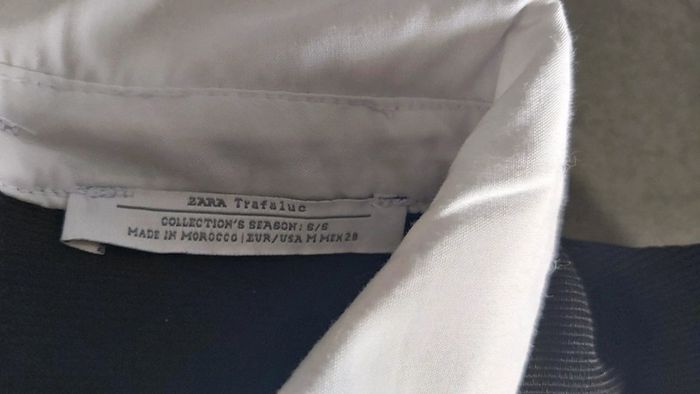 ZARA Trafaluc
COLLECTION'S SEASON: S/S
MADE IN MOROCCO | EUR/USA M MEX 28